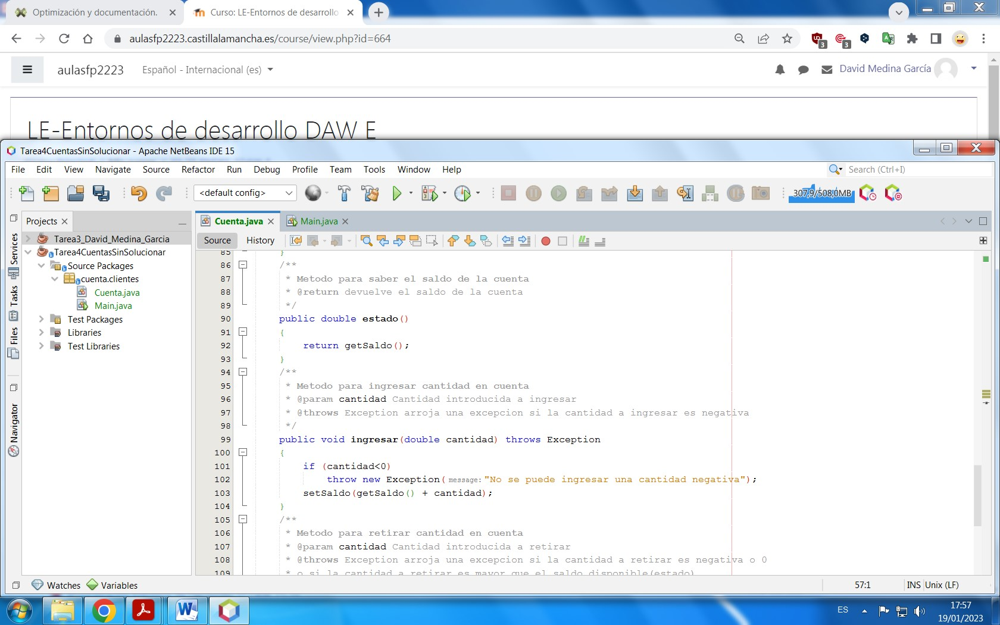 Optimización y documentación.
Curso: LE-Entornos de desarrollo
aulasfp2223.castillalamancha.es/course/view.php?id=664
3
3
aulasfp2223
Español - Internacional (es)
David Medina García
LE-Entornos de desarrollo DAW E
Tarea4CuentasSinSolucionar - Apache NetBeans IDE 15
File Edit View Navigate Source Refactor Run Debug Profile Team Tools Window Help
Search (Ctrl+I)
<default config>
307,9/508,0MB
Projects
Cuenta.java
Main.java
Source History
Services
Tasks
Files
Navigator
Tarea3_David_Medina_Garcia
Tarea4CuentasSinSolucionar
Source Packages
cuenta.clientes
Cuenta.java
Main.java
Test Packages
Libraries
Test Libraries
85 }
86 /**
87 * Metodo para saber el saldo de la cuenta
88 * @return devuelve el saldo de la cuenta
89 */
90 public double estado()
91 {
92 return getSaldo();
93 }
94 /**
95 * Metodo para ingresar cantidad en cuenta
96 * @param cantidad Cantidad introducida a ingresar
97 * @throws Exception arroja una excepcion si la cantidad a ingresar es negativa
98 */
99 public void ingresar(double cantidad) throws Exception
100 {
101 if (cantidad<0)
102 throw new Exception(message:"No se puede ingresar una cantidad negativa");
103 setSaldo(getSaldo() + cantidad);
104 }
105 /**
106 * Metodo para retirar cantidad en cuenta
107 * @param cantidad Cantidad introducida a retirar
108 * @throws Exception arroja una excepcion si la cantidad a retirar es negativa o 0
109 * o si la cantidad a retirar es mayor que el saldo disponible(estado)
Watches Variables
57:1
INS
Unix (LF)
ES
17:57
19/01/2023